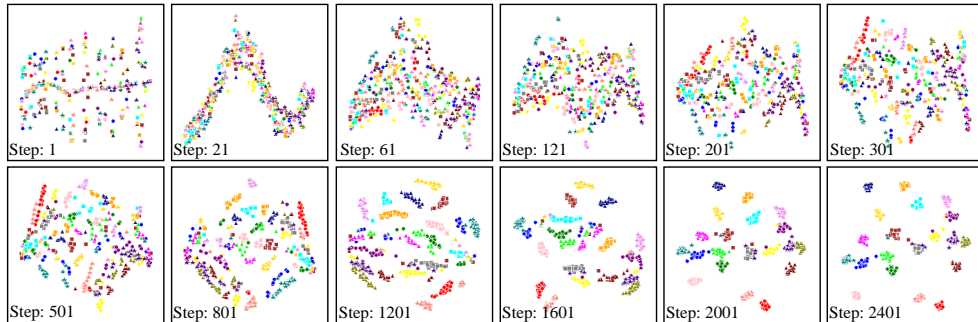 Step: 1
Step: 21
Step: 61
Step: 121
Step: 201
Step: 301
Step: 501
Step: 801
Step: 1201
Step: 1601
Step: 2001
Step: 2401